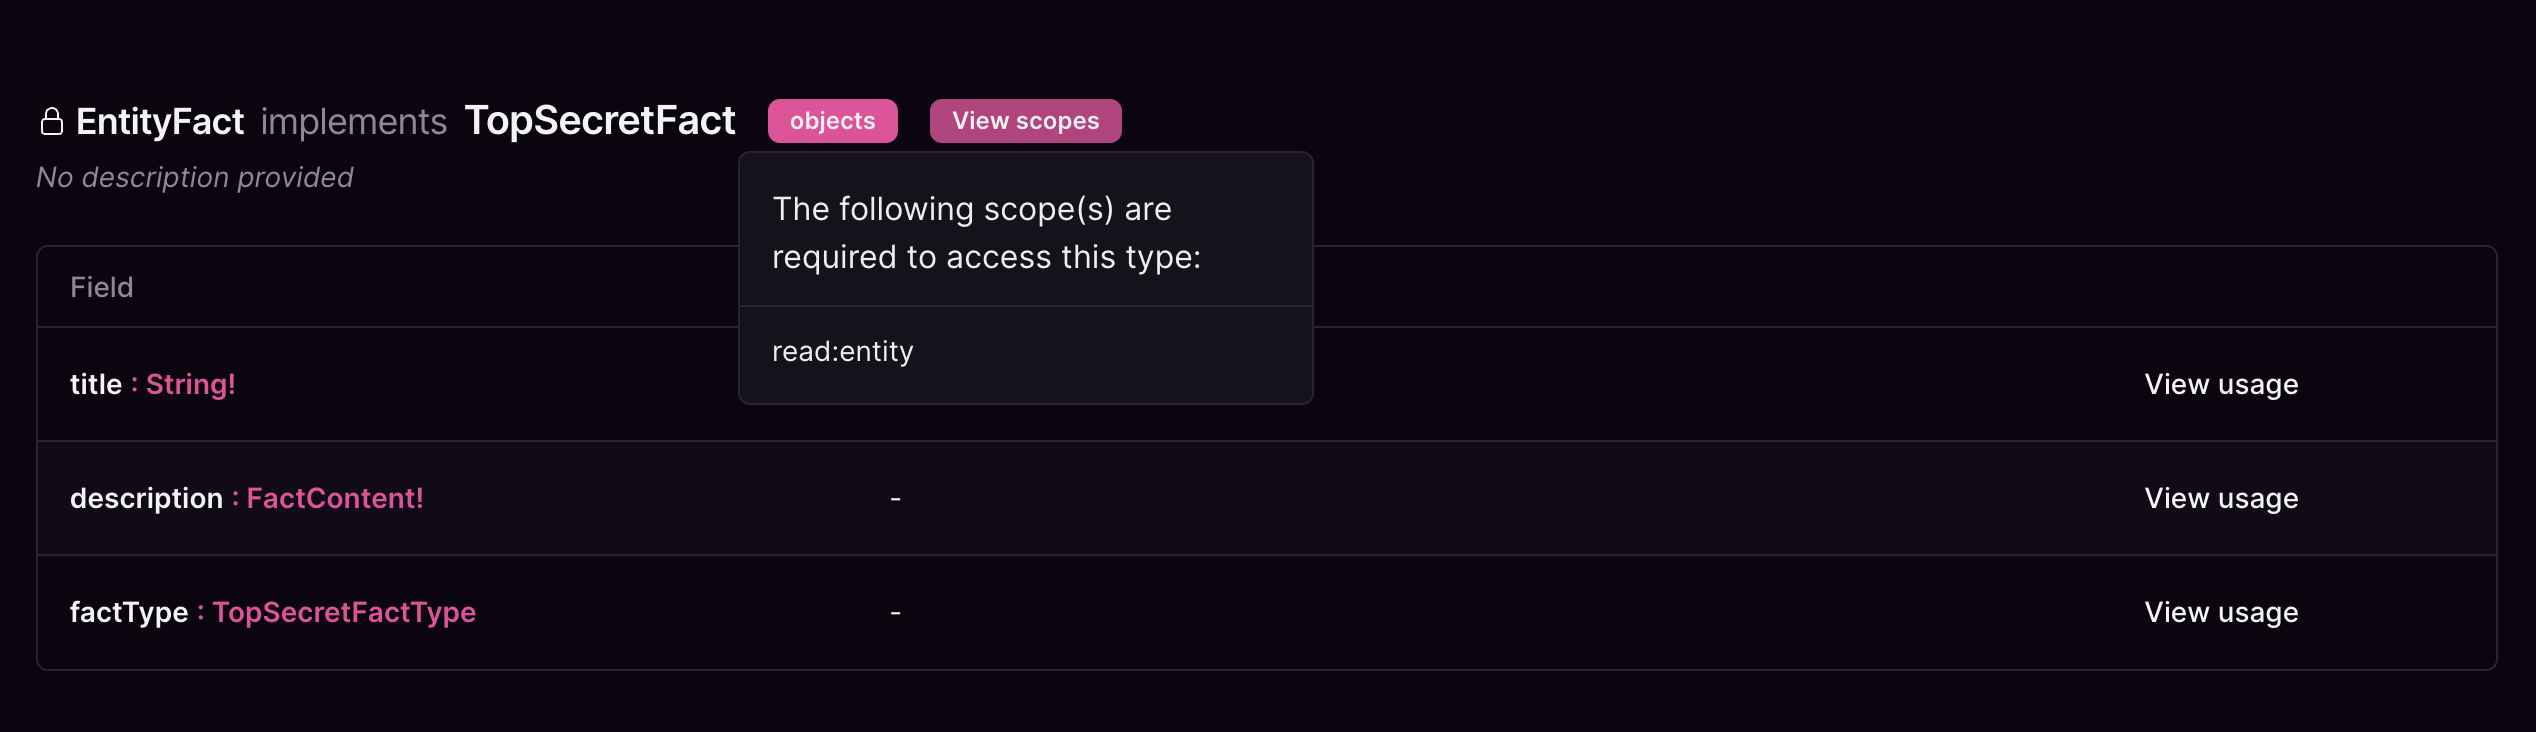 EntityFact implements TopSecretFact objects View scopes
No description provided
The following scope(s) are
required to access this type:
Field
read:entity
title : String! View usage
description : FactContent! - View usage
factType : TopSecretFactType - View usage